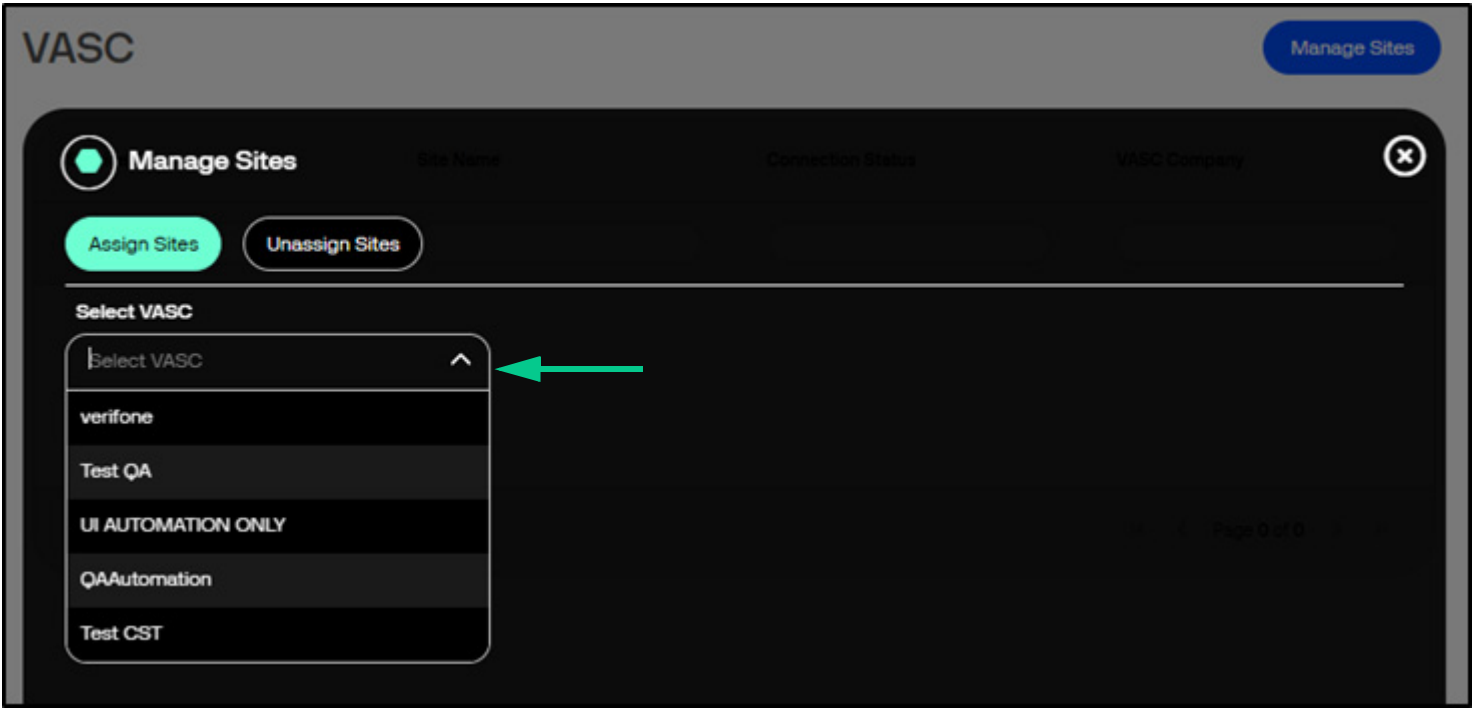 VASC
Manage Sites
Manage Sites
Site Name
Connection Status
VASC Company
Assign Sites
Unassign Sites
Select VASC
Select VASC
verifone
Test QA
UI AUTOMATION ONLY
QAAutomation
Test CST
Page 0 of 0